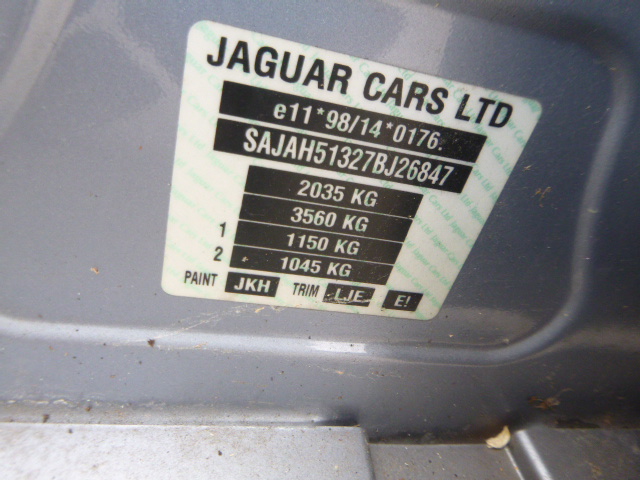 JAGUAR CARS LTD
e11*98/14*0176.
SAJAH51327BJ26847
2035 KG
3560 KG
1 1150 KG
2 1045 KG
PAINT JKH TRIM LJE E!